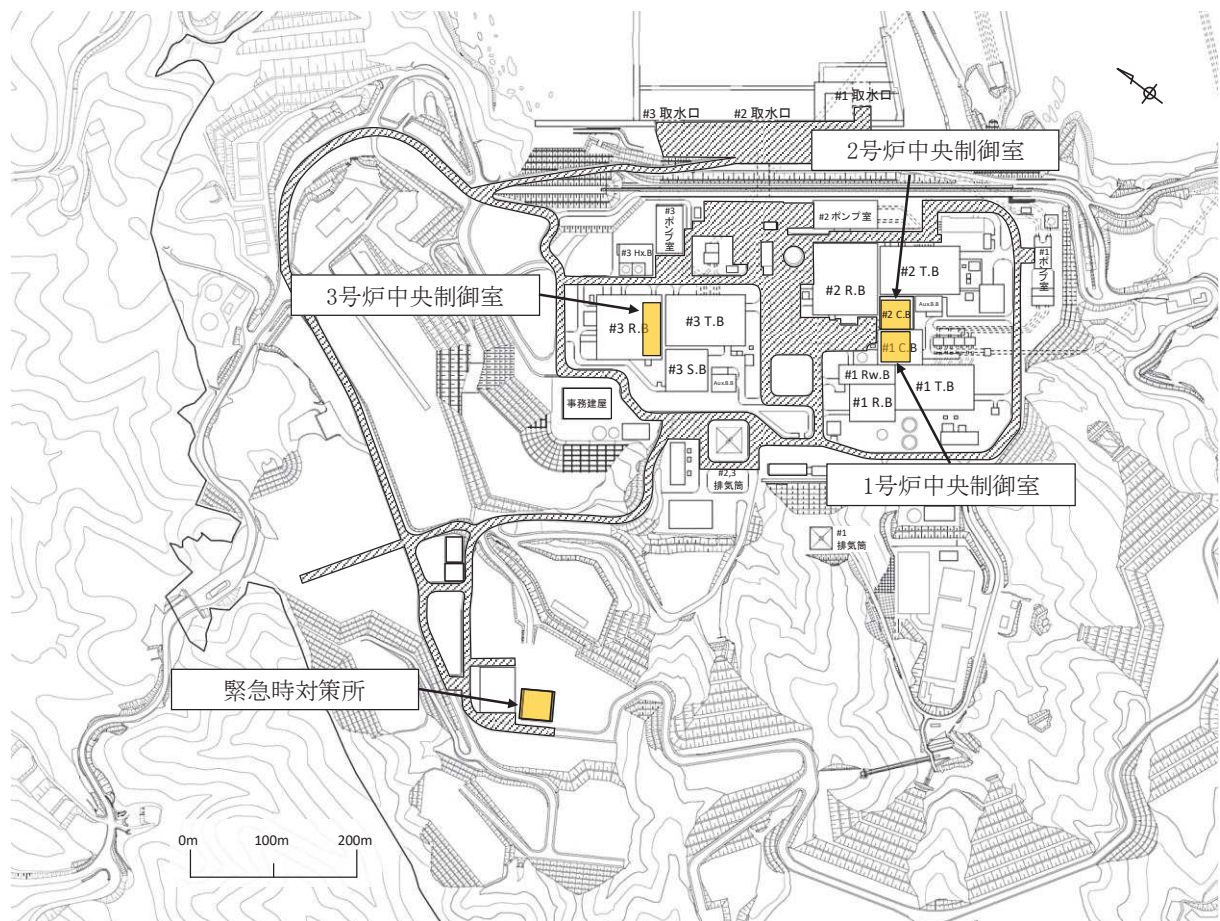 #1 取水口
#3 取水口
#2 取水口
2号炉中央制御室
#3
ポンプ室
#2 ポンプ室
#1
ポンプ室
#3 Hx.B
#2 T.B
#2 R.B
3号炉中央制御室
Aux.B.B
#2 C.B
#3 R.B
#3 T.B
#1 C.B
#3 S.B
#1 Rw.B
Aux.B.B
#1 T.B
事務建屋
#1 R.B
#2,3
排気筒
1号炉中央制御室
#1
排気筒
緊急時対策所
0m
100m
200m